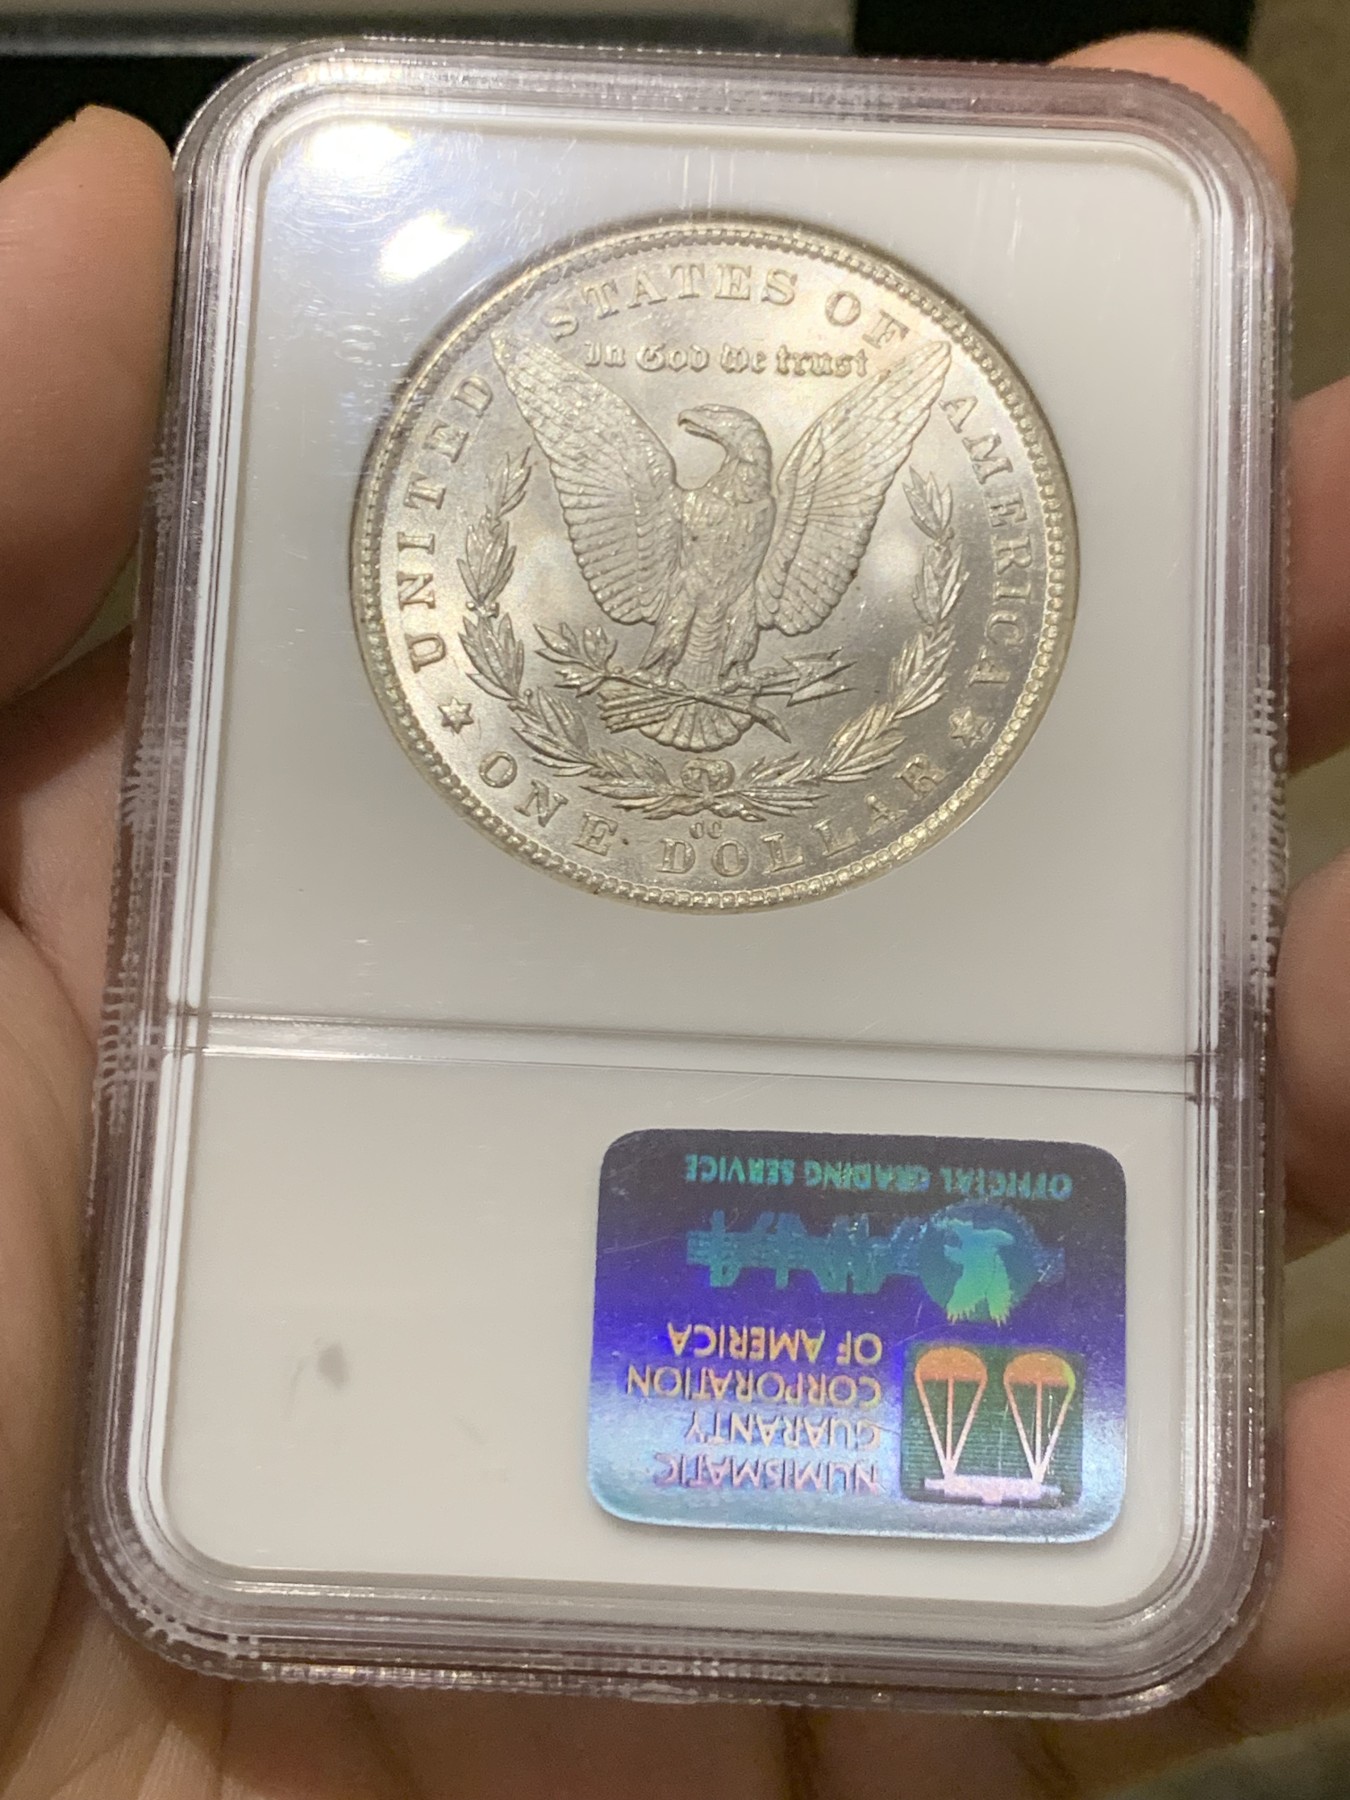 UNITED STATES OF AMERICA
In God We trust
CC
ONE DOLLAR
OFFICIAL GRADING SERVICE
NUMISMATIC
GUARANTY
CORPORATION
OF AMERICA